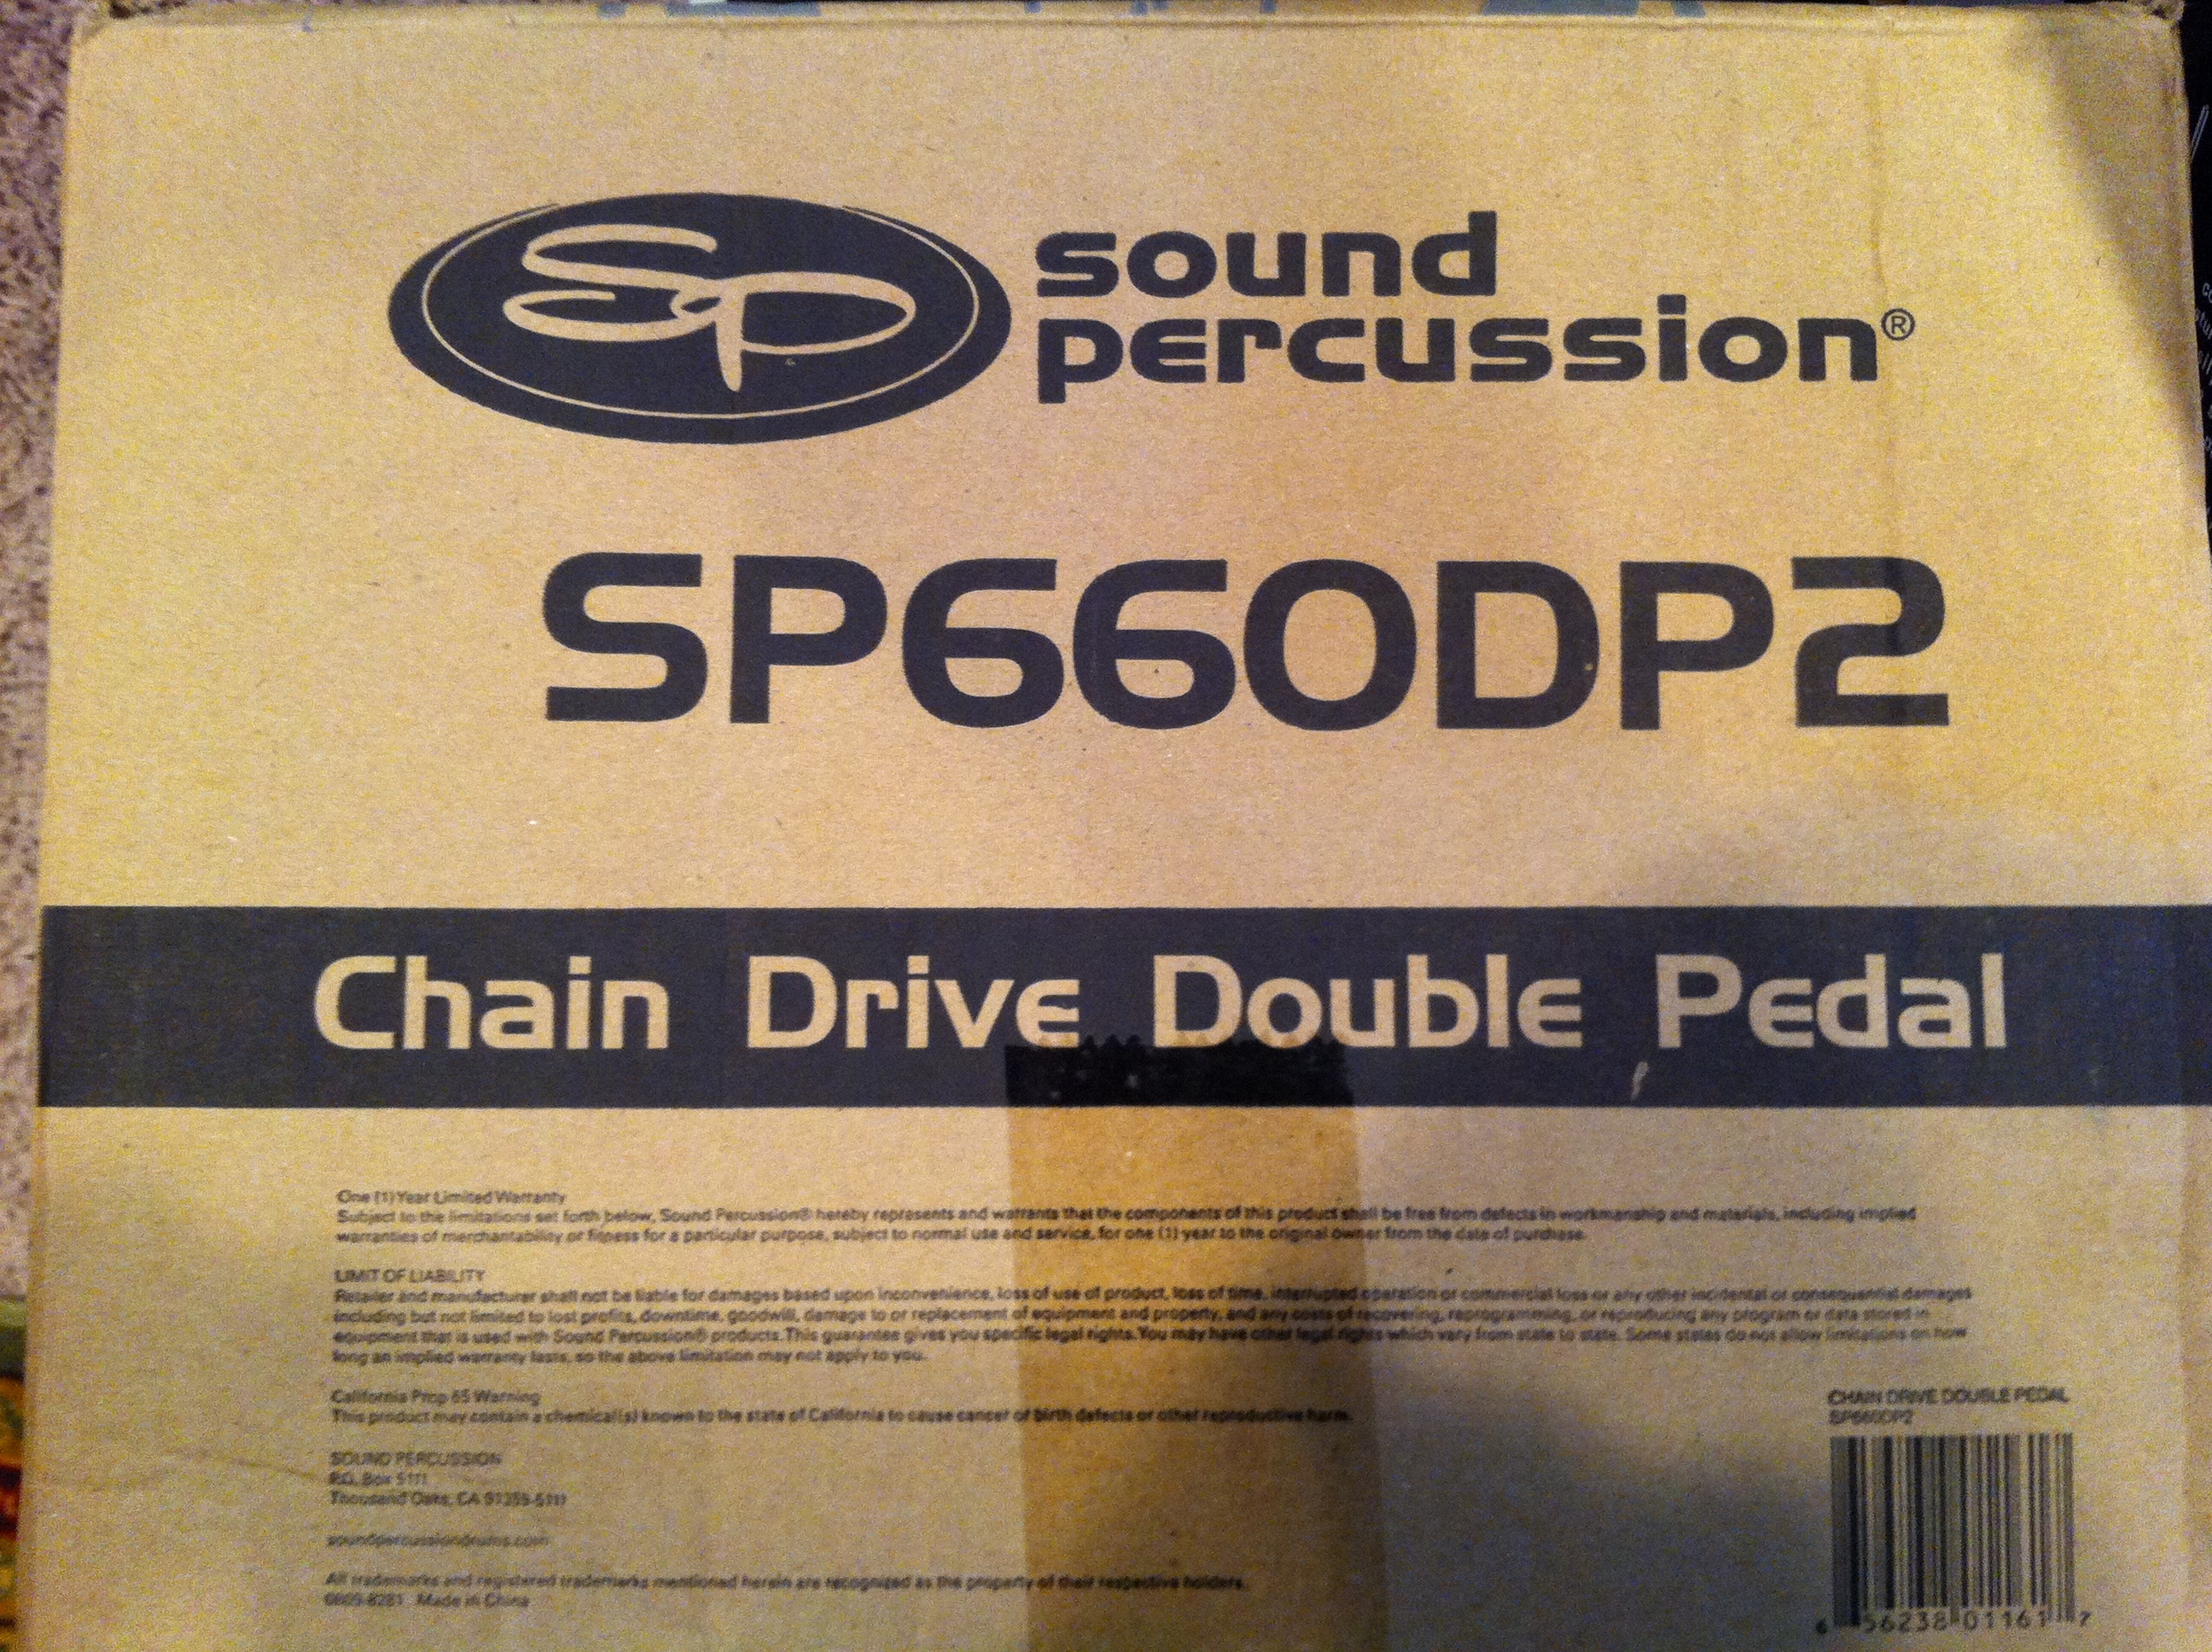 sp
sound
percussion®
SP660DP2
Chain Drive Double Pedal
One (1) Year Limited Warranty
Subject to the limitations set forth below, Sound Percussion® hereby represents and warrants that the components of this product shall be free from defects in workmanship and materials, including implied
warranties of merchantability or fitness for a particular purpose, subject to normal use and service, for one (1) year to the original owner from the date of purchase.
LIMIT OF LIABILITY
Retailer and manufacturer shall not be liable for damages based upon inconvenience, loss of use of product, loss of time, interrupted operation or commercial loss or any other incidental or consequential damages
including but not limited to lost profits, downtime, goodwill, damage to or replacement of equipment and property, and any costs of recovering, reprogramming, or reproducing any program or data stored in
equipment that is used with Sound Percussion® products. This guarantee gives you specific legal rights. You may have other legal rights which vary from state to state. Some states do not allow limitations on how
long an implied warranty lasts, so the above limitation may not apply to you.
California Prop 65 Warning
This product may contain a chemical(s) known to the state of California to cause cancer or birth defects or other reproductive harm.
CHAIN DRIVE DOUBLE PEDAL
SP660DP2
SOUND PERCUSSION
P.O. Box 5111
Thousand Oaks, CA 91359-5111
soundpercussiondrums.com
All trademarks and registered trademarks mentioned herein are recognized as the property of their respective holders.
Made in China
6 56238 01161 7